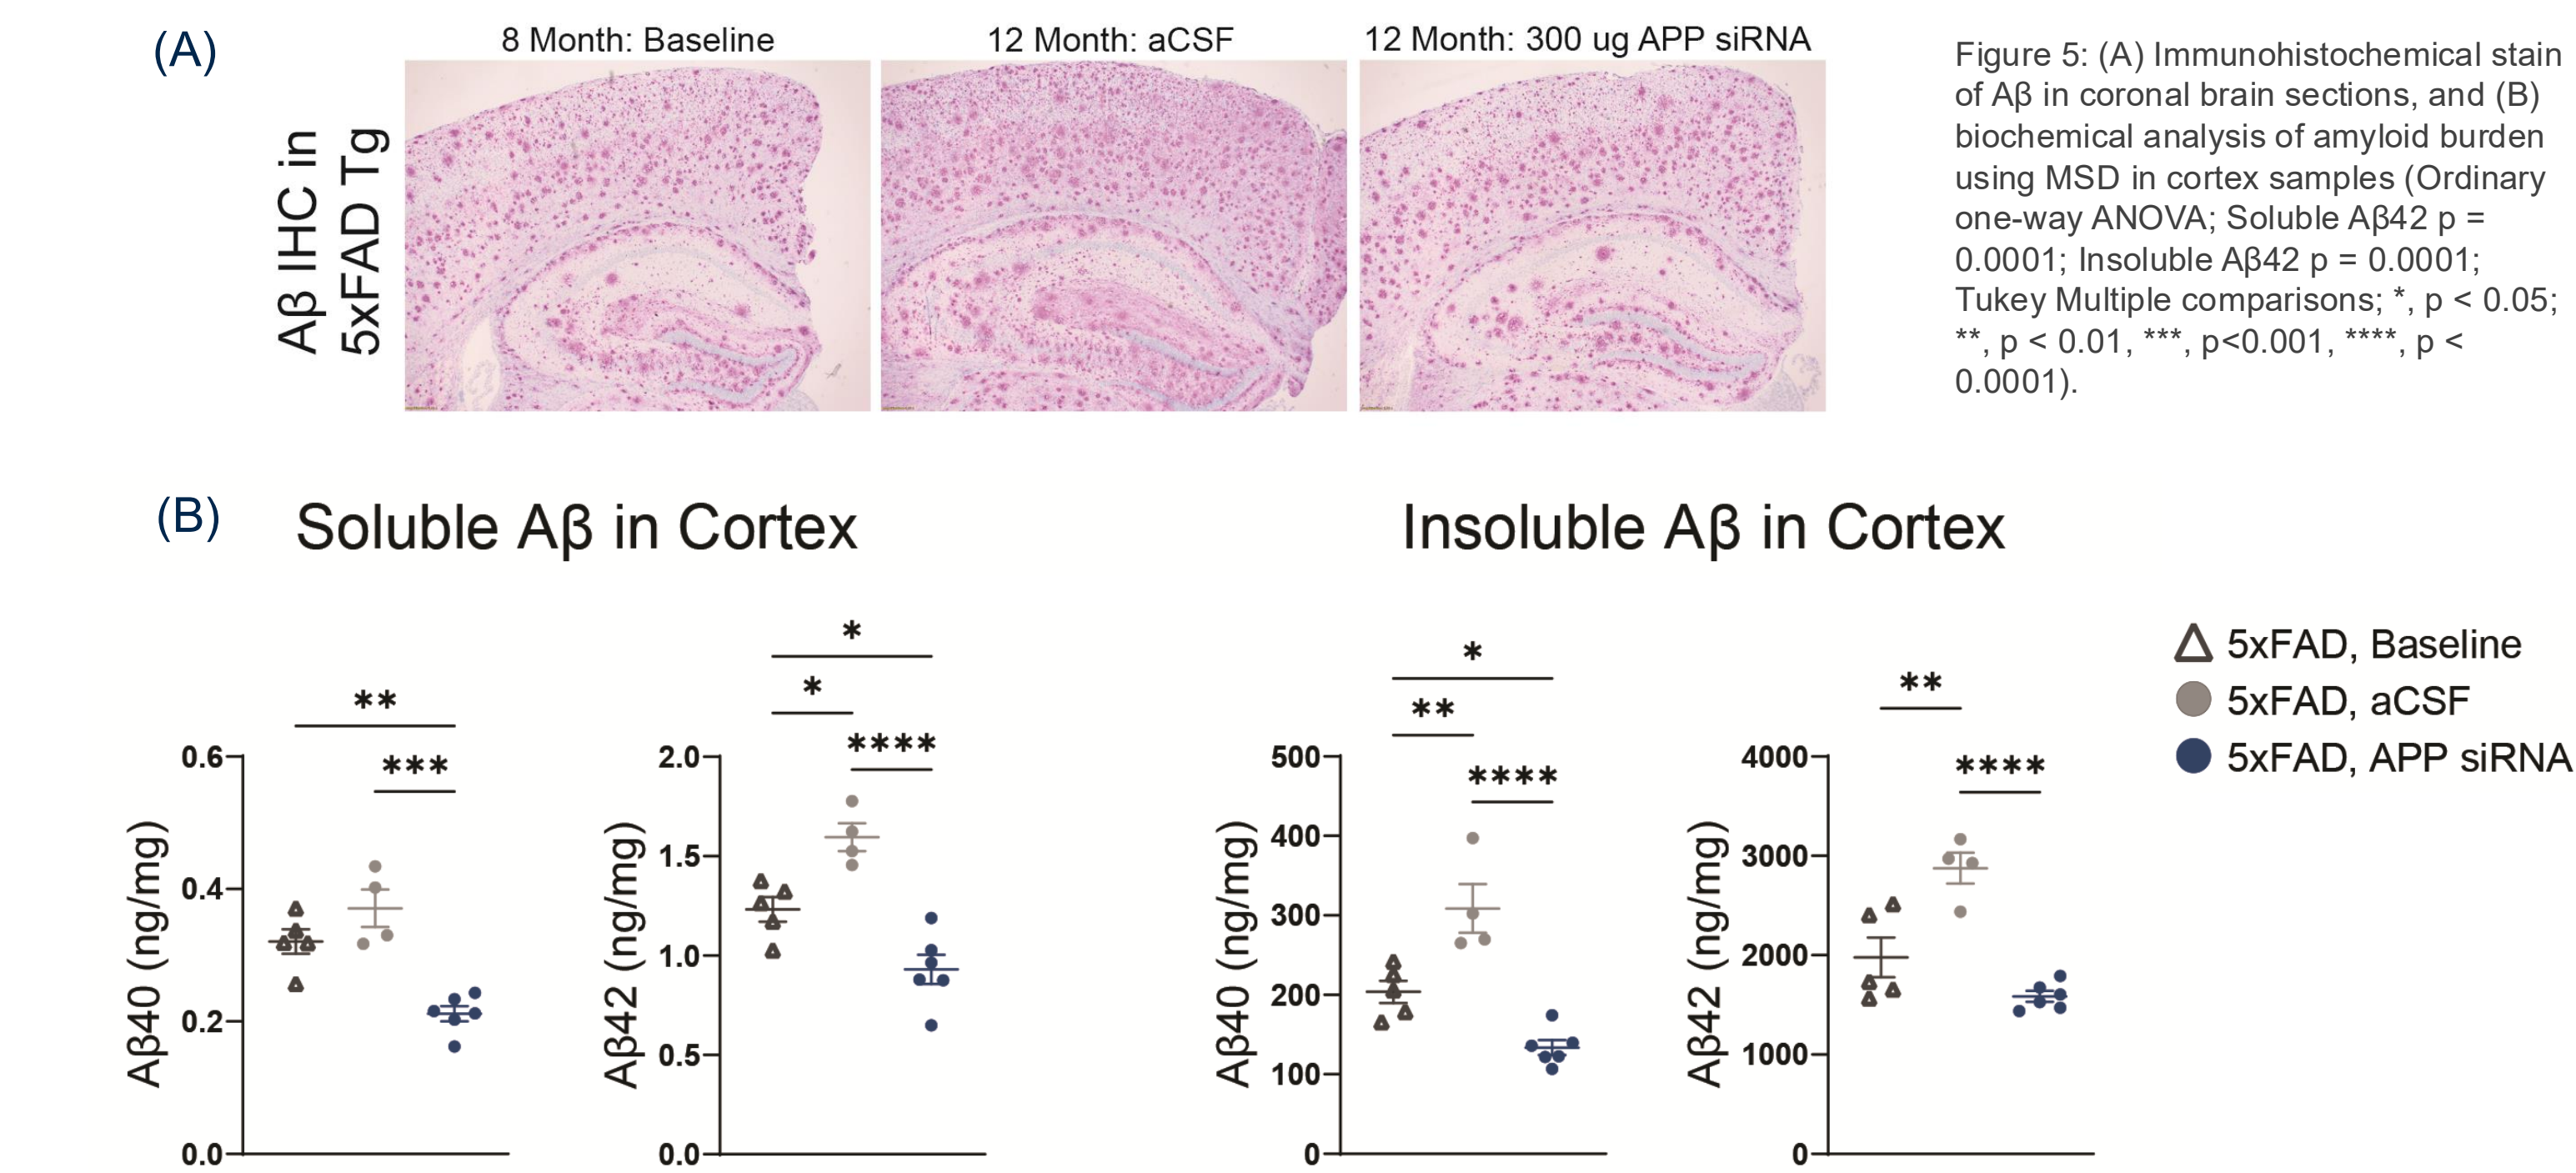 (A)
8 Month: Baseline
12 Month: aCSF
12 Month: 300 ug APP siRNA
Aβ IHC in
5xFAD Tg
Figure 5: (A) Immunohistochemical stain
of Aβ in coronal brain sections, and (B)
biochemical analysis of amyloid burden
using MSD in cortex samples (Ordinary
one-way ANOVA; Soluble Aβ42 p =
0.0001; Insoluble Aβ42 p = 0.0001;
Tukey Multiple comparisons; *, p < 0.05;
**, p < 0.01, ***, p<0.001, ****, p <
0.0001).
(B)
Soluble Aβ in Cortex
Insoluble Aβ in Cortex
Aβ40 (ng/mg)
0.6
0.4
0.2
0.0
**
***
Aβ42 (ng/mg)
2.0
1.5
1.0
0.5
0.0
*
*
****
Aβ40 (ng/mg)
500
400
300
200
100
0
*
**
****
Aβ42 (ng/mg)
4000
3000
2000
1000
0
**
****
5xFAD, Baseline
5xFAD, aCSF
5xFAD, APP siRNA